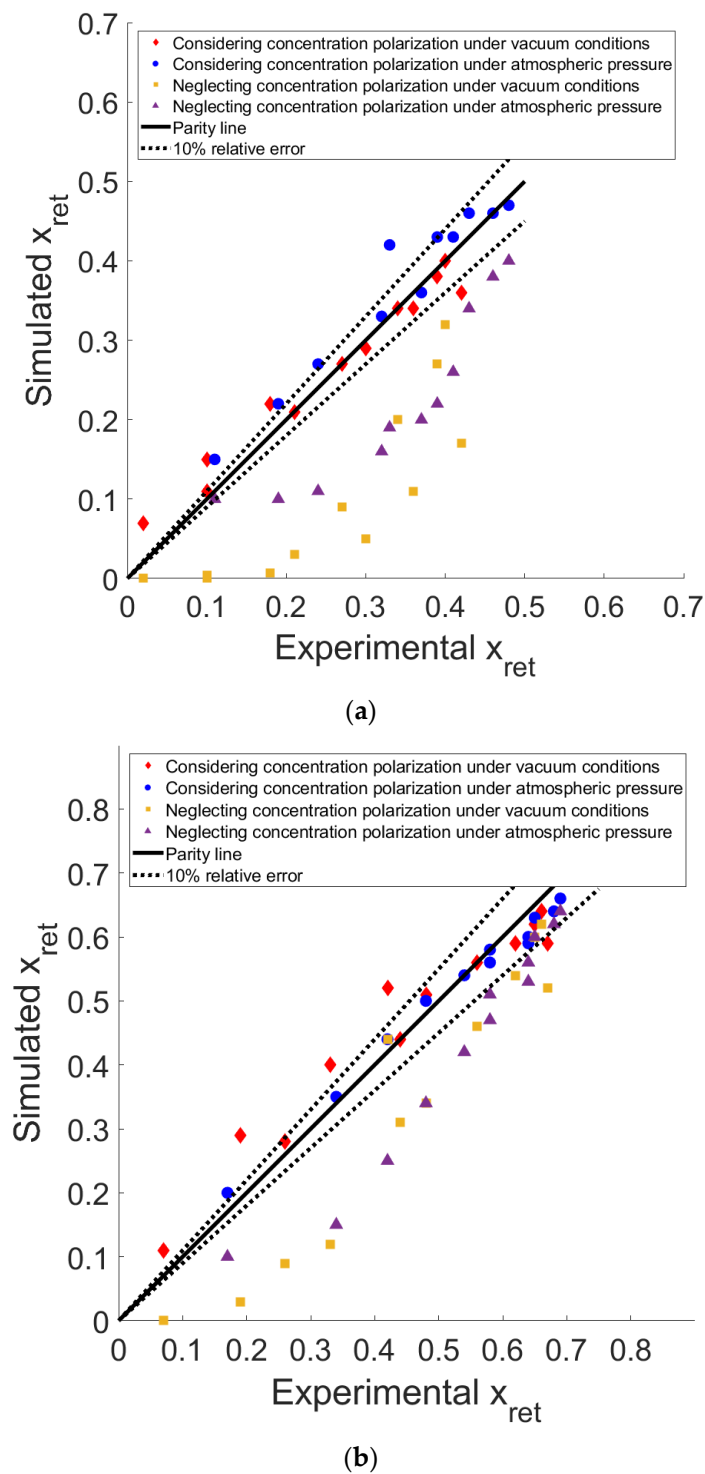 0.7
Considering concentration polarization under vacuum conditions
Considering concentration polarization under atmospheric pressure
Neglecting concentration polarization under vacuum conditions
Neglecting concentration polarization under atmospheric pressure
Parity line
10% relative error
0.6
0.5
0.4
0.3
0.2
0.1
0
Simulated x_ret
0 0.1 0.2 0.3 0.4 0.5 0.6 0.7
Experimental x_ret
(a)
Considering concentration polarization under vacuum conditions
Considering concentration polarization under atmospheric pressure
Neglecting concentration polarization under vacuum conditions
Neglecting concentration polarization under atmospheric pressure
Parity line
10% relative error
0.8
0.7
0.6
0.5
0.4
0.3
0.2
0.1
0
Simulated x_ret
0 0.1 0.2 0.3 0.4 0.5 0.6 0.7 0.8
Experimental x_ret
(b)